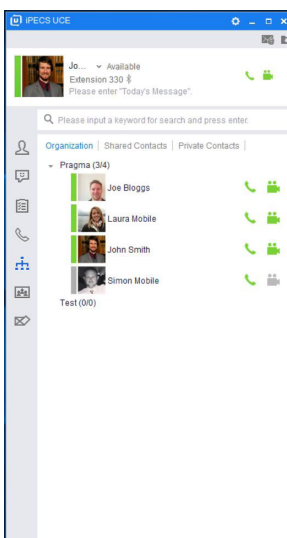 iPECS UCE
Jo... Available
Extension 330
Please enter "Today's Message".
Please input a keyword for search and press enter.
Organization | Shared Contacts | Private Contacts |
Pragma (3/4)
Joe Bloggs
Laura Mobile
John Smith
Simon Mobile
Test (0/0)